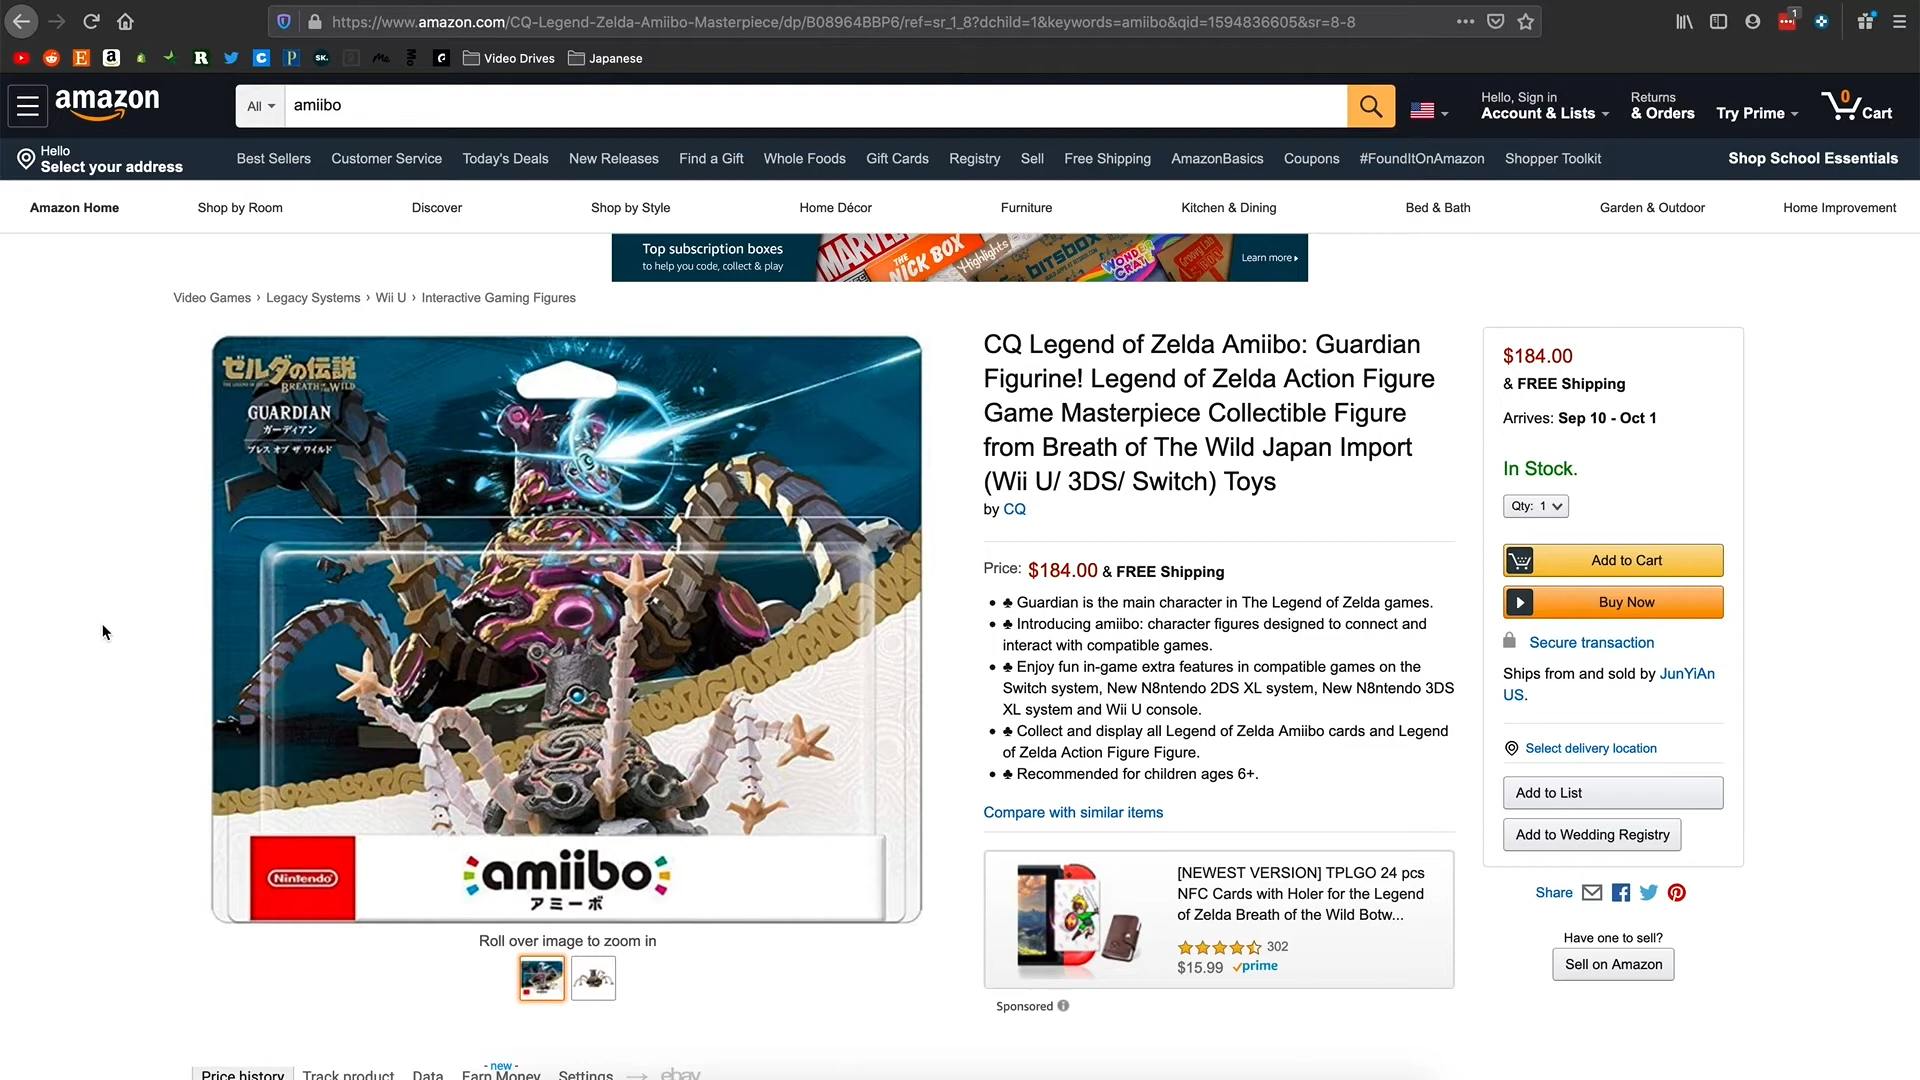 https://www.amazon.com/CQ-Legend-Zelda-Amiibo-Masterpiece/dp/B08964BBP6/ref=sr_1_8?dchild=1&keywords=amiibo&qid=1594836605&sr=8-8
1
Video Drives
Japanese
amazon
All
amiibo
Hello, Sign in
Account & Lists
Returns
& Orders
Try Prime
0
Cart
Hello
Select your address
Best Sellers
Customer Service
Today's Deals
New Releases
Find a Gift
Whole Foods
Gift Cards
Registry
Sell
Free Shipping
AmazonBasics
Coupons
#FoundItOnAmazon
Shopper Toolkit
Shop School Essentials
Amazon Home
Shop by Room
Discover
Shop by Style
Home Décor
Furniture
Kitchen & Dining
Bed & Bath
Garden & Outdoor
Home Improvement
Top subscription boxes
to help you code, collect & play
MARVEL
THE NICK BOX
Highlights
bitsbox
WONDER CRATE
Groovy Lab
Learn more
Video Games › Legacy Systems › Wii U › Interactive Gaming Figures
ゼルダの伝説
THE LEGEND OF ZELDA
BREATH OF THE WILD
GUARDIAN
ガーディアン
ブレス オブ ザ ワイルド
Nintendo
amiibo
アミーボ
Roll over image to zoom in
CQ Legend of Zelda Amiibo: Guardian
Figurine! Legend of Zelda Action Figure
Game Masterpiece Collectible Figure
from Breath of The Wild Japan Import
(Wii U/ 3DS/ Switch) Toys
by CQ
Price: $184.00 & FREE Shipping
• ♣ Guardian is the main character in The Legend of Zelda games.
• ♣ Introducing amiibo: character figures designed to connect and
interact with compatible games.
• ♣ Enjoy fun in-game extra features in compatible games on the
Switch system, New N8ntendo 2DS XL system, New N8ntendo 3DS
XL system and Wii U console.
• ♣ Collect and display all Legend of Zelda Amiibo cards and Legend
of Zelda Action Figure Figure.
• ♣ Recommended for children ages 6+.
Compare with similar items
[NEWEST VERSION] TPLGO 24 pcs
NFC Cards with Holer for the Legend
of Zelda Breath of the Wild Botw...
302
$15.99 prime
Sponsored
$184.00
& FREE Shipping
Arrives: Sep 10 - Oct 1
In Stock.
Qty: 1
Add to Cart
Buy Now
Secure transaction
Ships from and sold by JunYiAn
US.
Select delivery location
Add to List
Add to Wedding Registry
Share
Have one to sell?
Sell on Amazon
- new -
Price history
Track product
Data
Earn Money
Settings
ebay